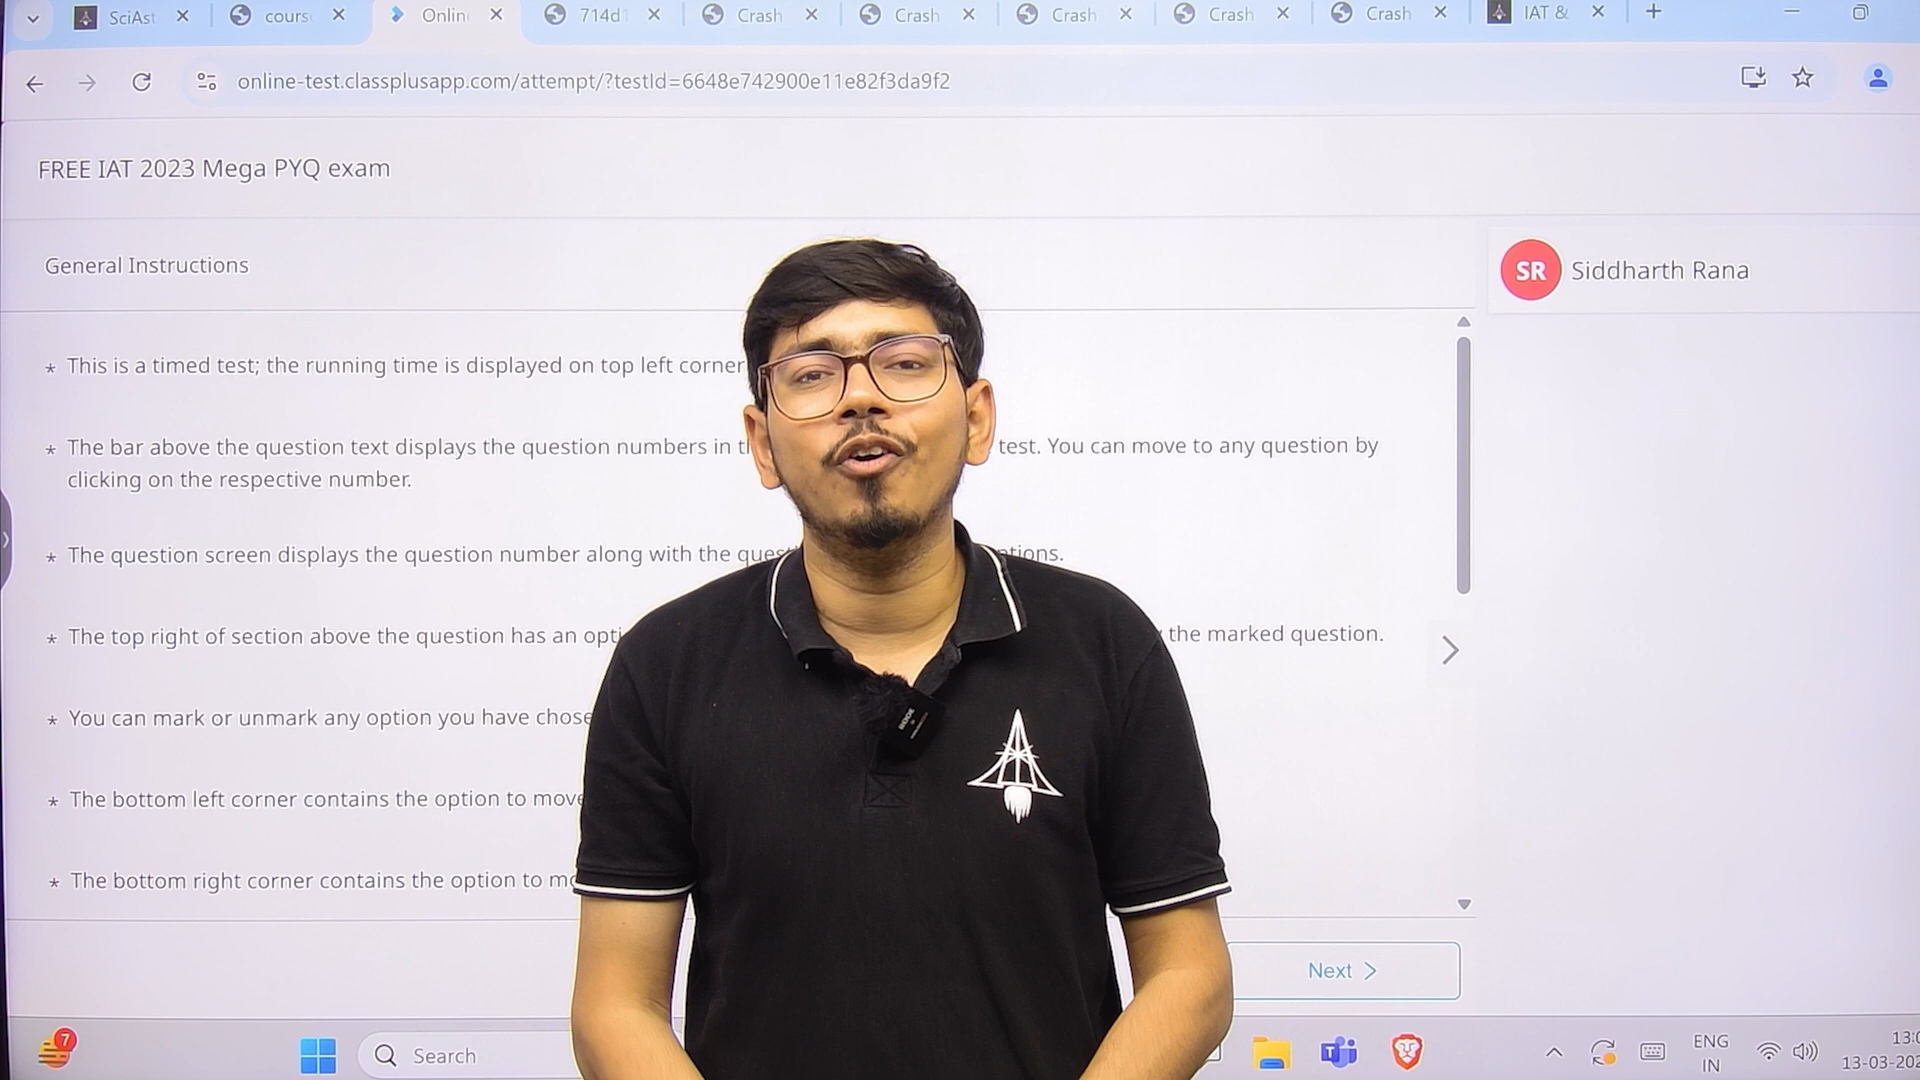 SciAst
cours
Onlin
714d1
Crash
Crash
Crash
Crash
Crash
IAT &
online-test.classplusapp.com/attempt/?testId=6648e742900e11e82f3da9f2
FREE IAT 2023 Mega PYQ exam
General Instructions
SR Siddharth Rana
* This is a timed test; the running time is displayed on top left corner
* The bar above the question text displays the question numbers in th test. You can move to any question by
clicking on the respective number.
* The question screen displays the question number along with the quest ptions.
* The top right of section above the question has an opti the marked question.
* You can mark or unmark any option you have chose
* The bottom left corner contains the option to move
* The bottom right corner contains the option to mo
Next
7
Search
ENG
IN
13:0
13-03-202